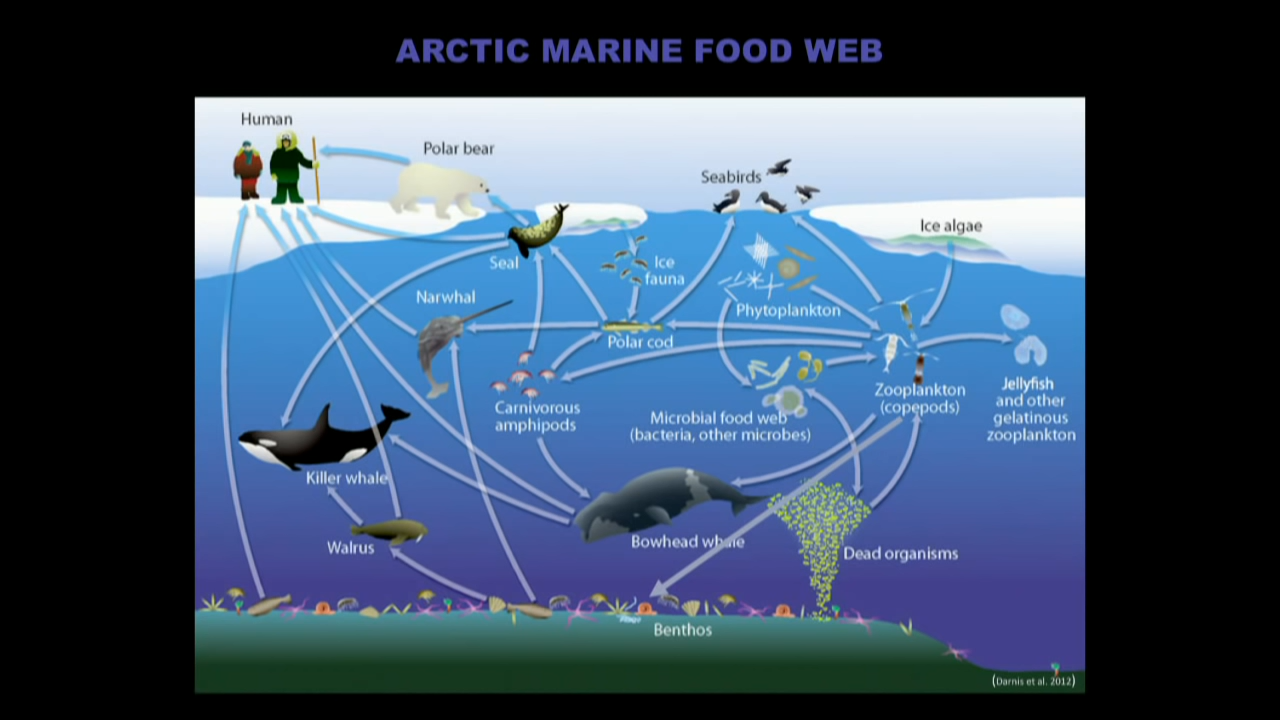 ARCTIC MARINE FOOD WEB
Human
Polar bear
Seabirds
Ice algae
Seal
Ice
fauna
Narwhal
Phytoplankton
Polar cod
Zooplankton
(copepods)
Jellyfish
and other
gelatinous
zooplankton
Carnivorous
amphipods
Microbial food web
(bacteria, other microbes)
Killer whale
Walrus
Bowhead whale
Dead organisms
Benthos
(Darnis et al. 2012)